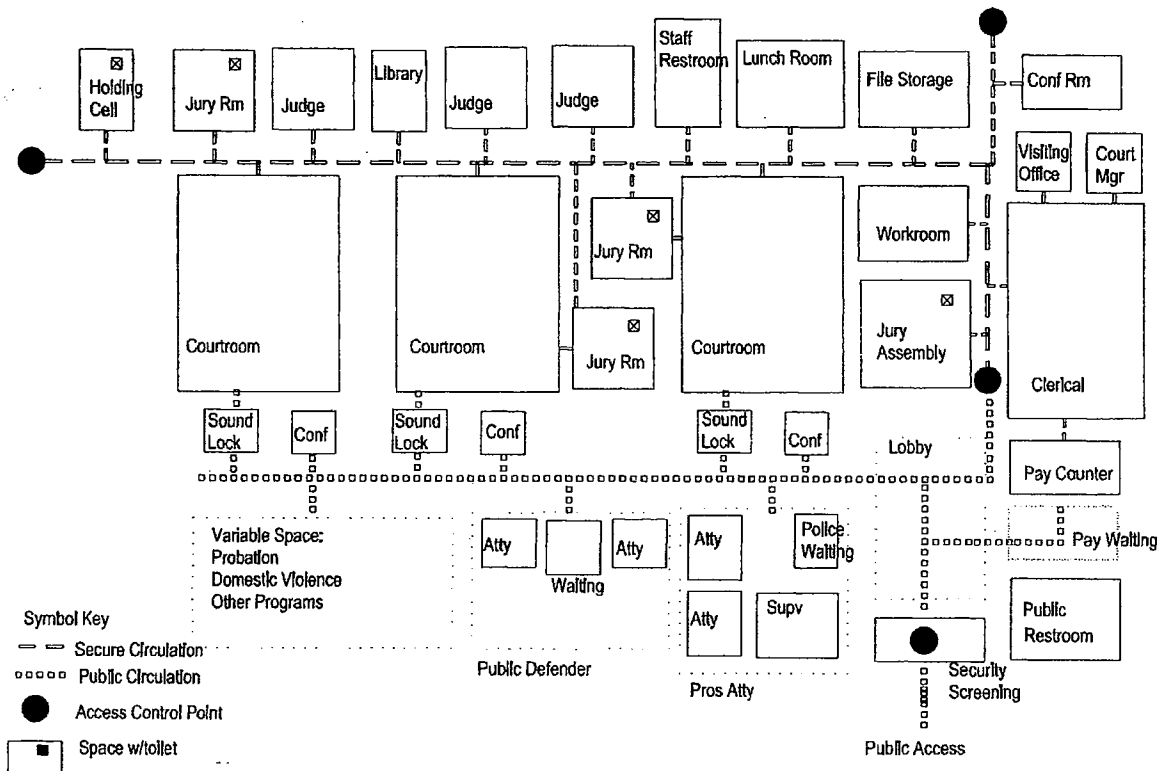 Staff
Restroom
Lunch Room
File Storage
Conf Rm
Holding
Cell
Jury Rm
Judge
Library
Judge
Judge
Visiting
Office
Court
Mgr
Workroom
Jury Rm
Jury Rm
Jury
Assembly
Courtroom
Courtroom
Courtroom
Clerical
Sound
Lock
Conf
Sound
Lock
Conf
Sound
Lock
Conf
Lobby
Pay Counter
Pay Waiting
Variable Space:
Probation
Domestic Violence
Other Programs
Atty
Waiting
Atty
Public Defender
Atty
Police
Waiting
Atty
Supv
Pros Atty
Public
Restroom
Security
Screening
Public Access
Symbol Key
Secure Circulation
Public Circulation
Access Control Point
Space w/toilet